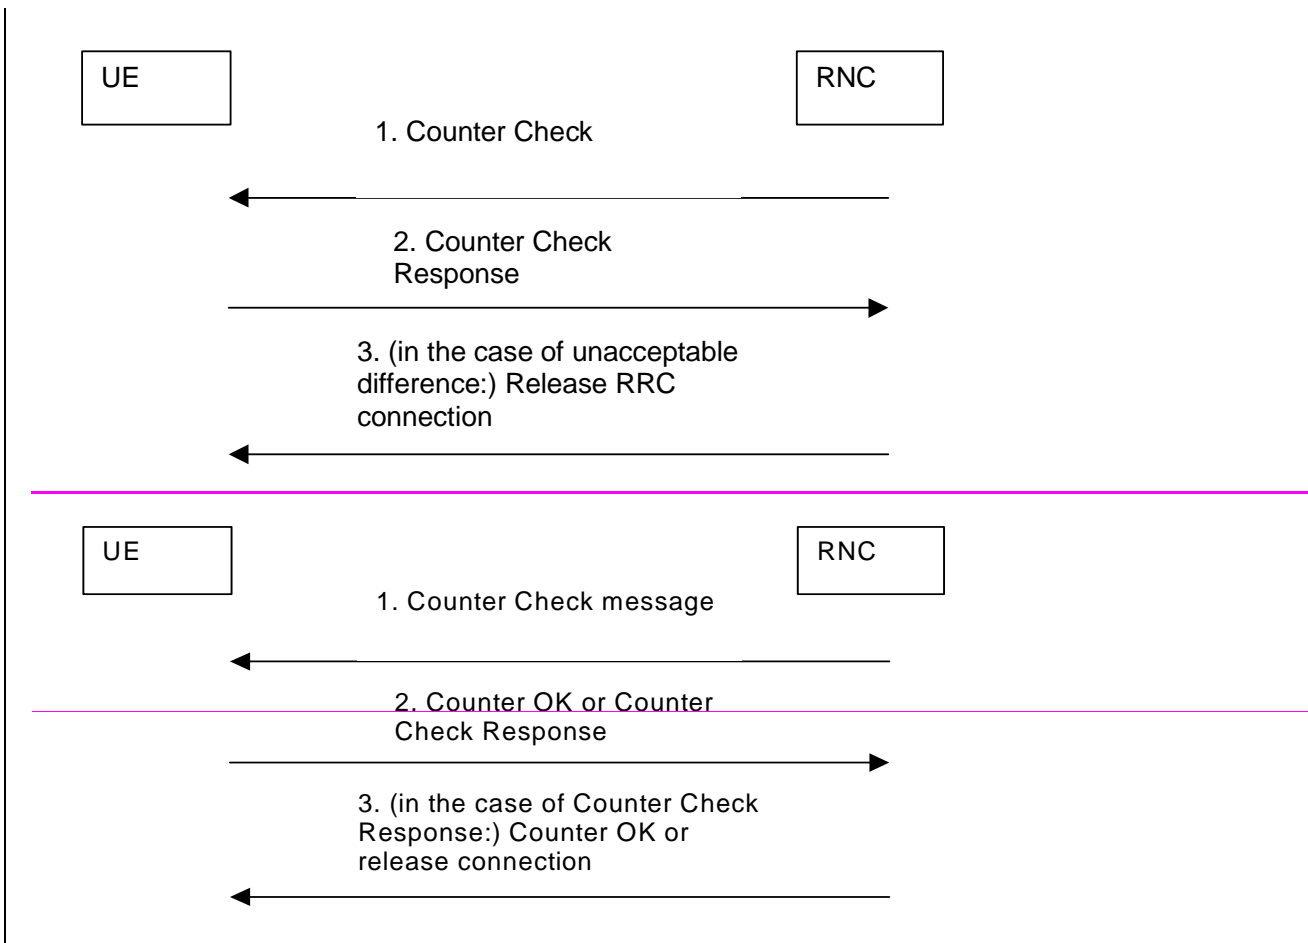 UE
RNC
1. Counter Check
2. Counter Check
Response
3. (in the case of unacceptable
difference:) Release RRC
connection
UE
RNC
1. Counter Check message
2. Counter OK or Counter
Check Response
3. (in the case of Counter Check
Response:) Counter OK or
release connection